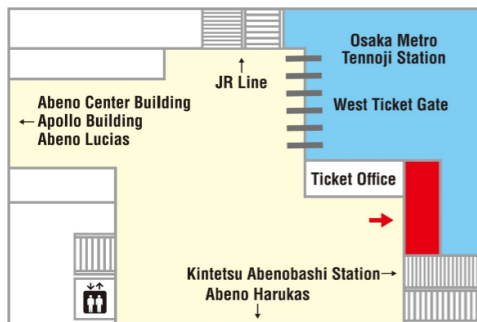 Osaka Metro
Tennoji Station
↑
JR Line
West Ticket Gate
Abeno Center Building
← Apollo Building
Abeno Lucias
Ticket Office
→
Kintetsu Abenobashi Station→
Abeno Harukas
↓